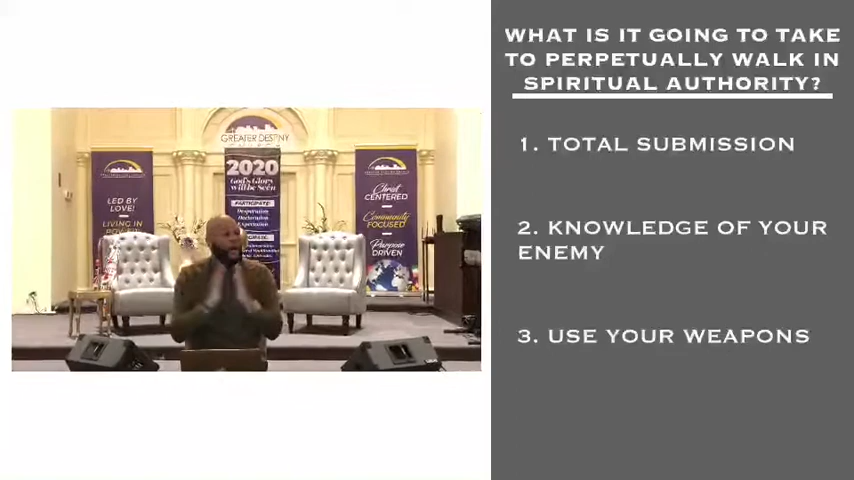 WHAT IS IT GOING TO TAKE
TO PERPETUALLY WALK IN
SPIRITUAL AUTHORITY?
1. TOTAL SUBMISSION
2. KNOWLEDGE OF YOUR
ENEMY
3. USE YOUR WEAPONS
GREATER DESTINY
LED BY
LOVE!
LIVING IN
2020
God's Glory
will be Seen
PARTICIPATE!
Christ
CENTERED
Community
FOCUSED
Purpose
DRIVEN